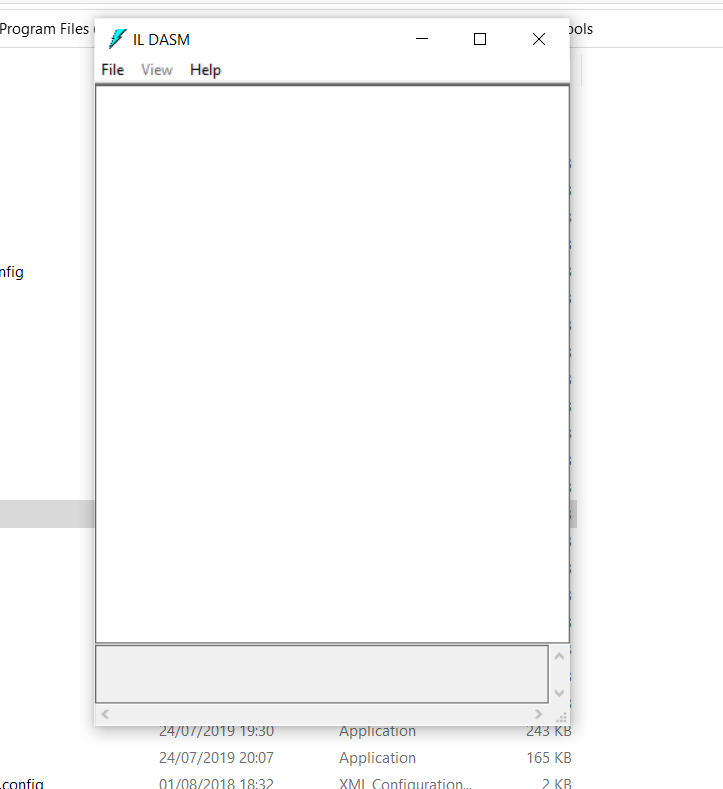 Program Files
ools
IL DASM
File View Help
nfig
24/07/2019 19:30 Application 243 KB
24/07/2019 20:07 Application 165 KB
.config 01/08/2018 18:32 XML Configuration... 2 KB